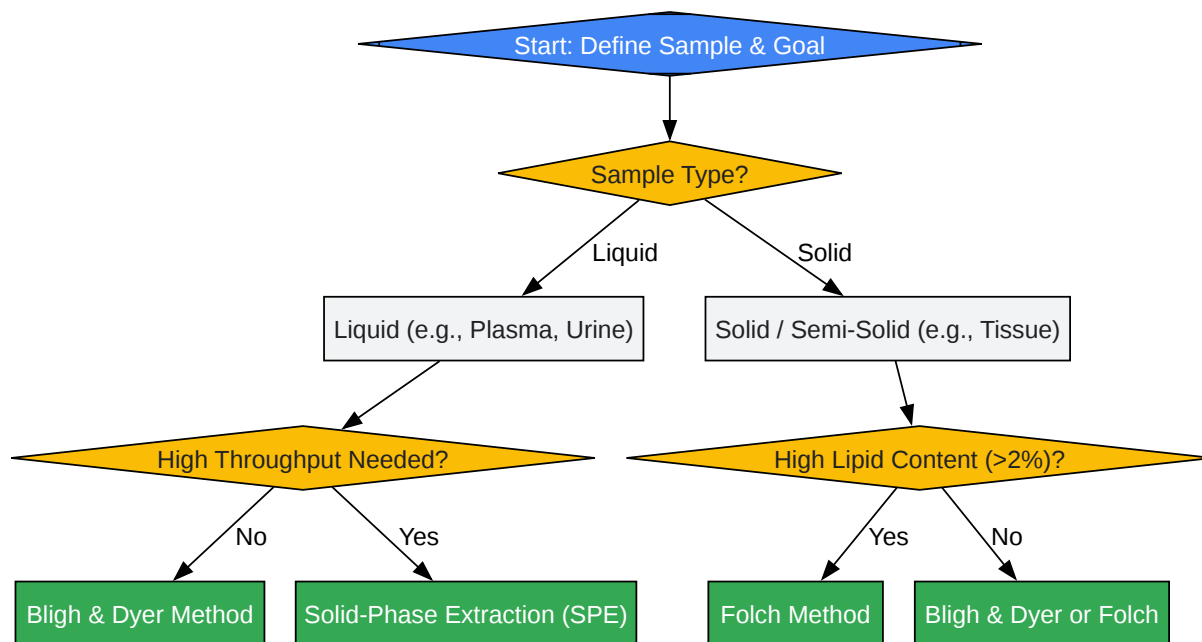 Start: Define Sample & Goal
Sample Type?
Liquid
Solid
Liquid (e.g., Plasma, Urine)
Solid / Semi-Solid (e.g., Tissue)
High Throughput Needed?
High Lipid Content (>2%)?
No
Yes
Yes
No
Bligh & Dyer Method
Solid-Phase Extraction (SPE)
Folch Method
Bligh & Dyer or Folch